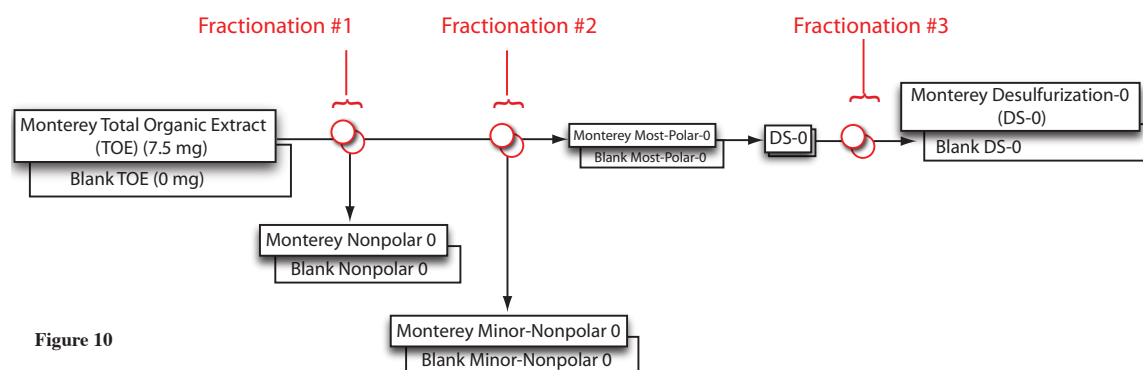 Fractionation #1
Fractionation #2
Fractionation #3
Monterey Total Organic Extract
(TOE) (7.5 mg)
Blank TOE (0 mg)
Monterey Most-Polar-0
Blank Most-Polar-0
DS-0
Monterey Desulfurization-0
(DS-0)
Blank DS-0
Monterey Nonpolar 0
Blank Nonpolar 0
Monterey Minor-Nonpolar 0
Blank Minor-Nonpolar 0
Figure 10